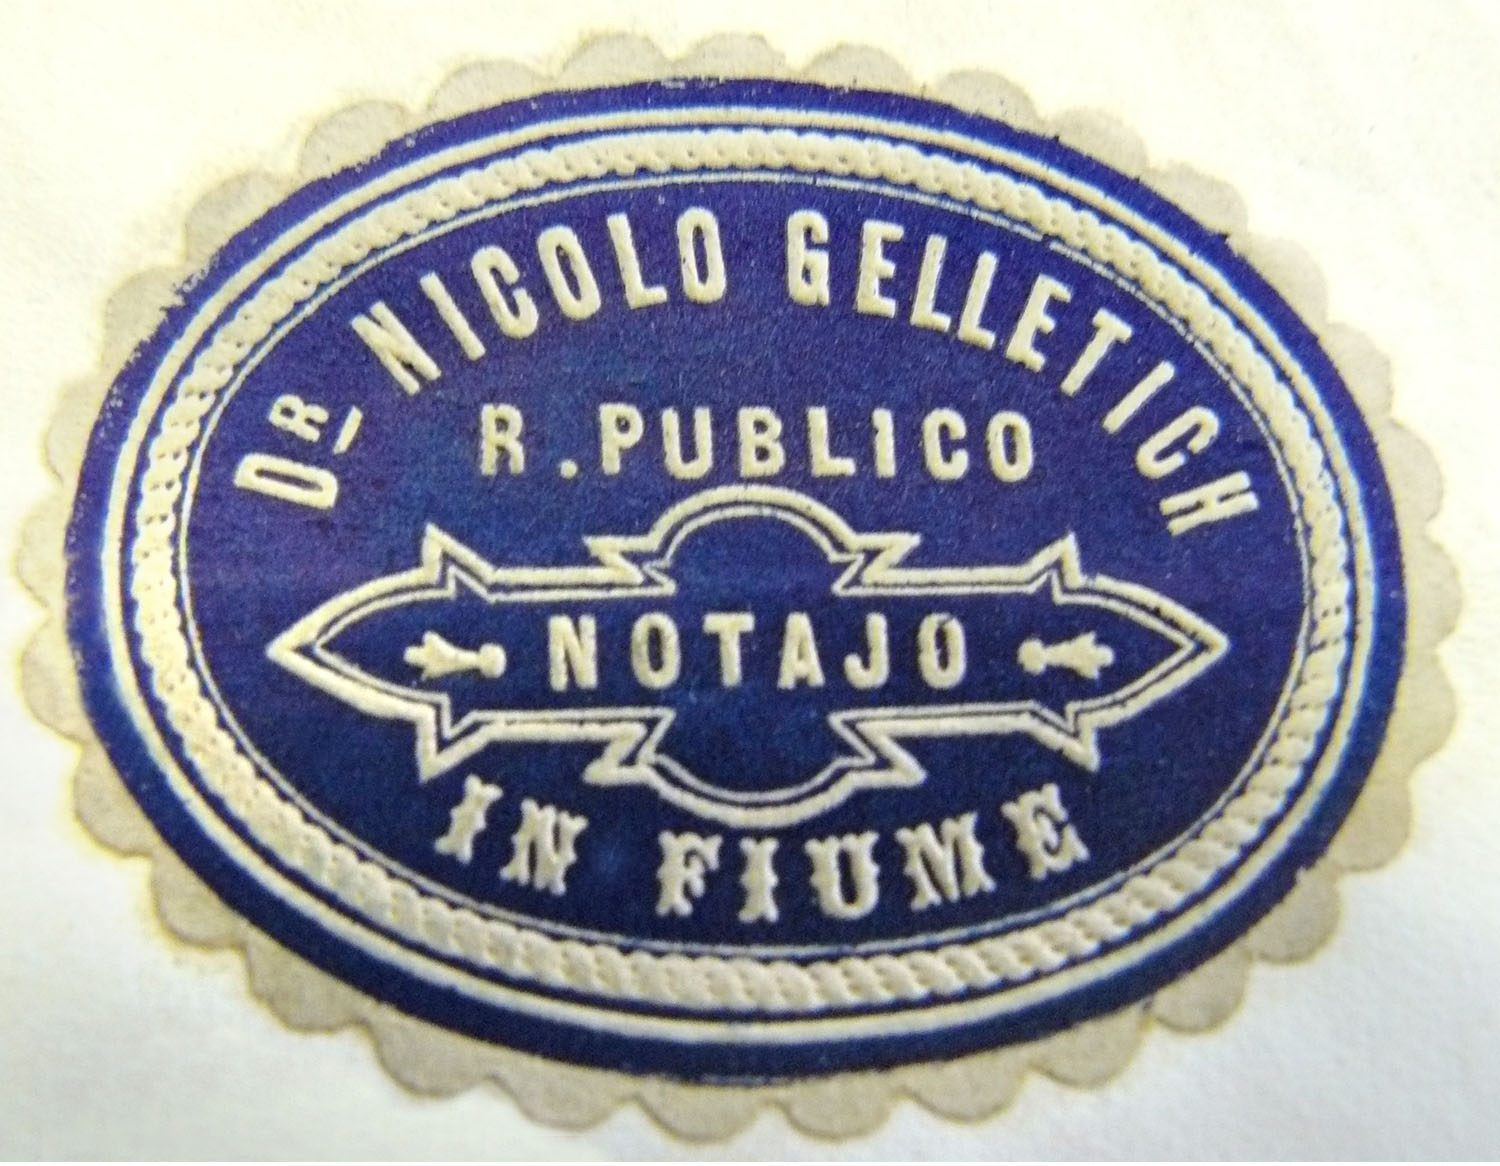 Dr NICOLO GELLETICH
R. PUBLICO
NOTAJO
IN FIUME